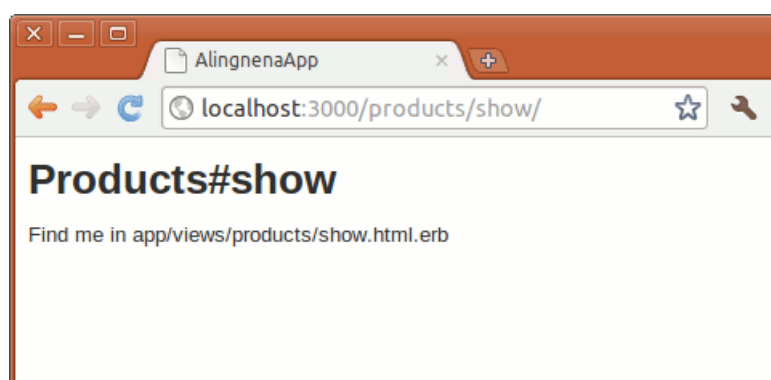 AlingnenaApp
localhost:3000/products/show/
Products#show
Find me in app/views/products/show.html.erb